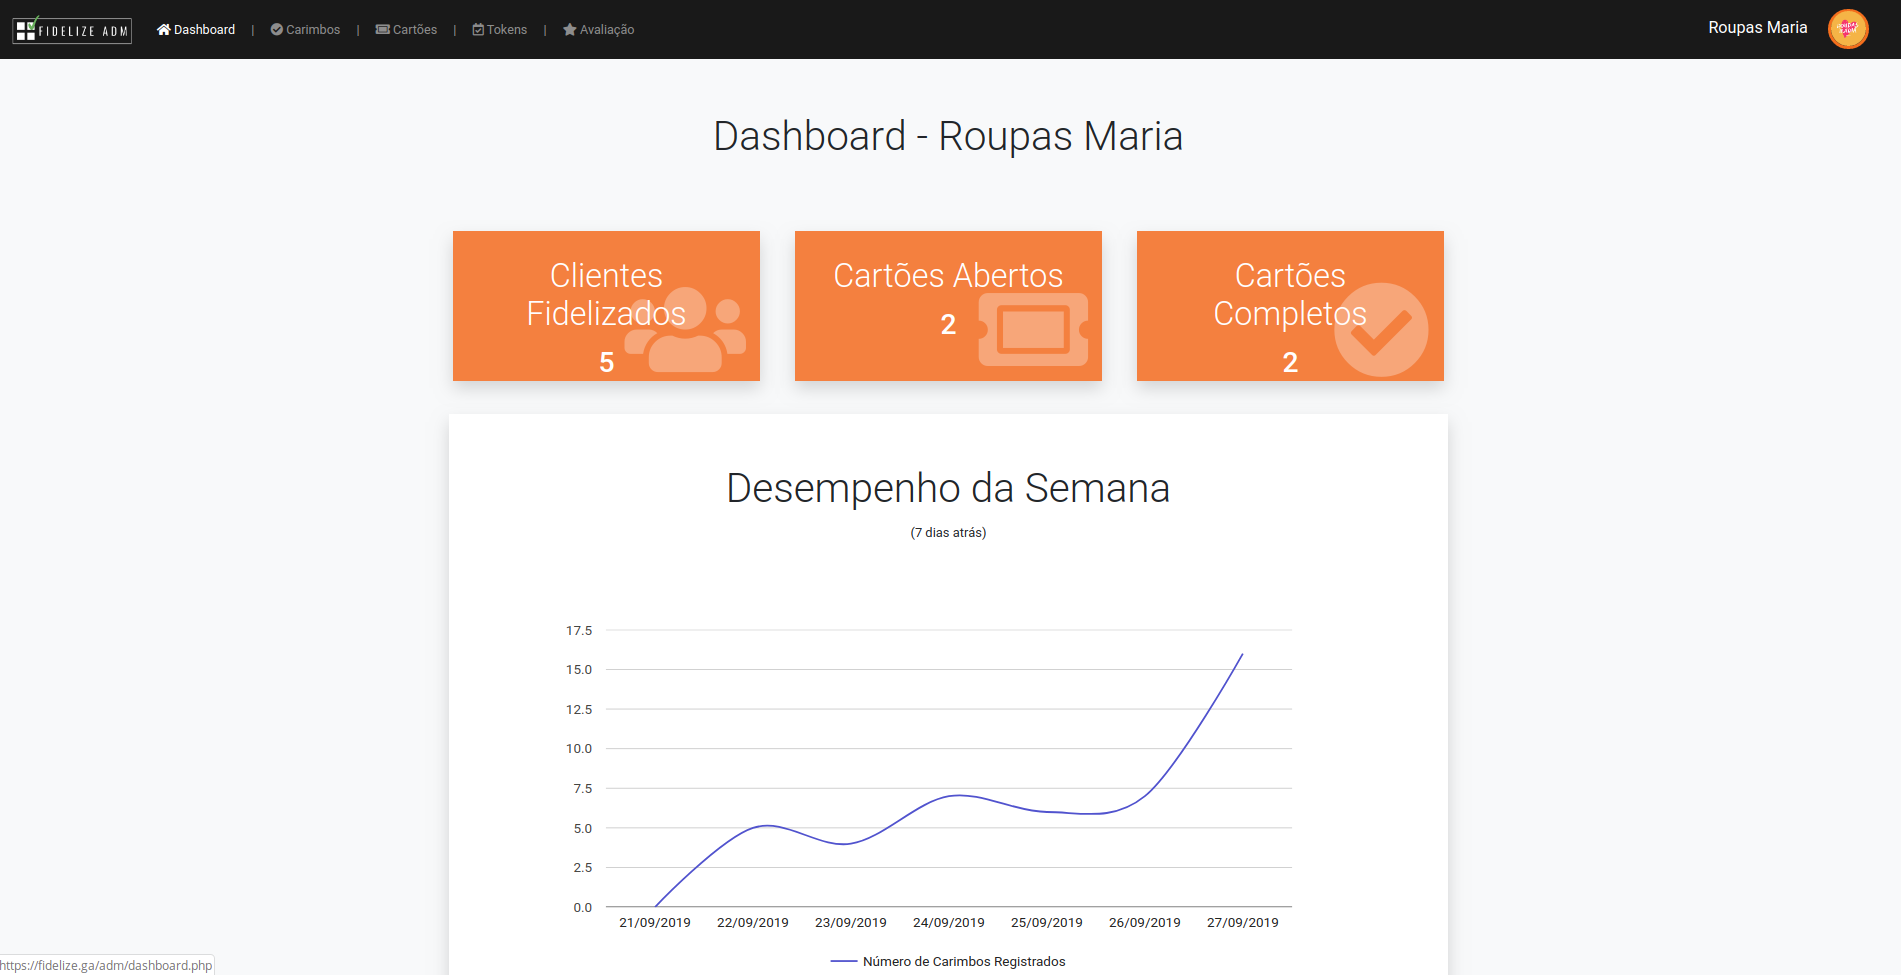 FIDELIZE ADM Dashboard | Carimbos | Cartões | Tokens | Avaliação Roupas Maria
Dashboard - Roupas Maria
Clientes
Fidelizados
5
Cartões Abertos
2
Cartões
Completos
2
Desempenho da Semana
(7 dias atrás)
17.5
15.0
12.5
10.0
7.5
5.0
2.5
0.0
21/09/2019 22/09/2019 23/09/2019 24/09/2019 25/09/2019 26/09/2019 27/09/2019
Número de Carimbos Registrados
https://fidelize.ga/adm/dashboard.php